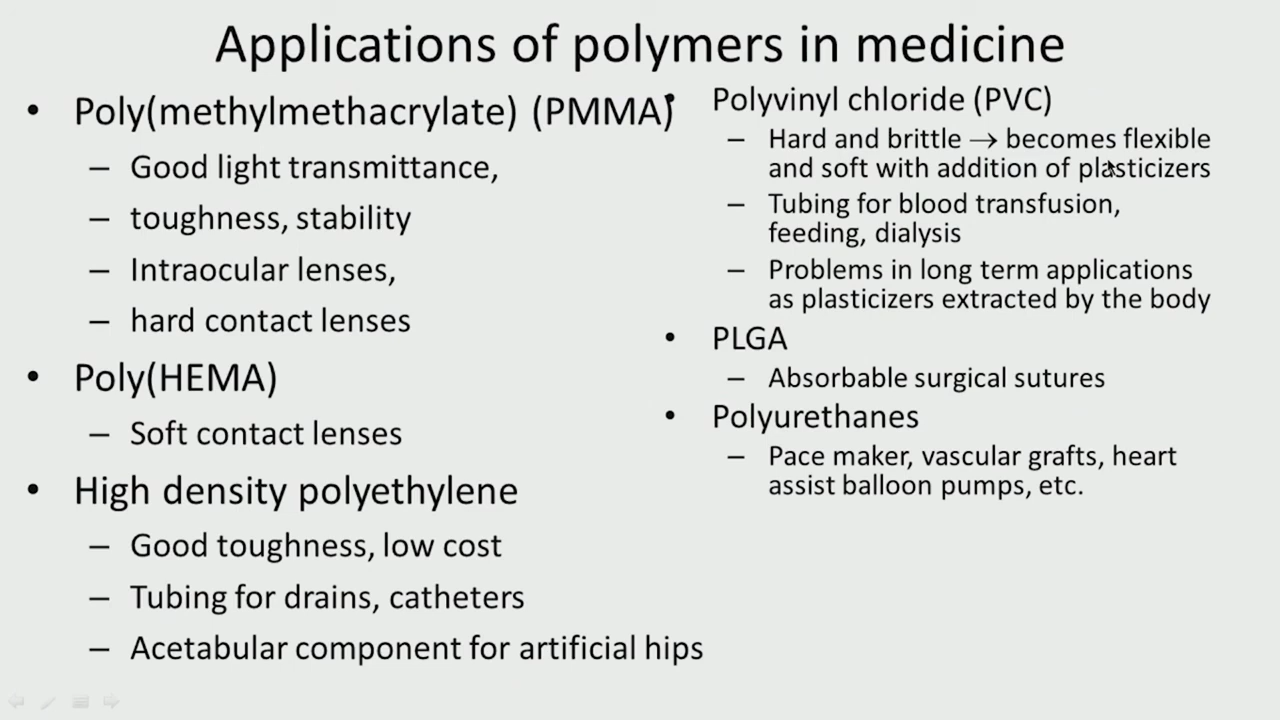 Applications of polymers in medicine
• Poly(methylmethacrylate) (PMMA)
– Good light transmittance,
– toughness, stability
– Intraocular lenses,
– hard contact lenses
• Poly(HEMA)
– Soft contact lenses
• High density polyethylene
– Good toughness, low cost
– Tubing for drains, catheters
– Acetabular component for artificial hips
• Polyvinyl chloride (PVC)
– Hard and brittle → becomes flexible
and soft with addition of plasticizers
– Tubing for blood transfusion,
feeding, dialysis
– Problems in long term applications
as plasticizers extracted by the body
• PLGA
– Absorbable surgical sutures
• Polyurethanes
– Pace maker, vascular grafts, heart
assist balloon pumps, etc.